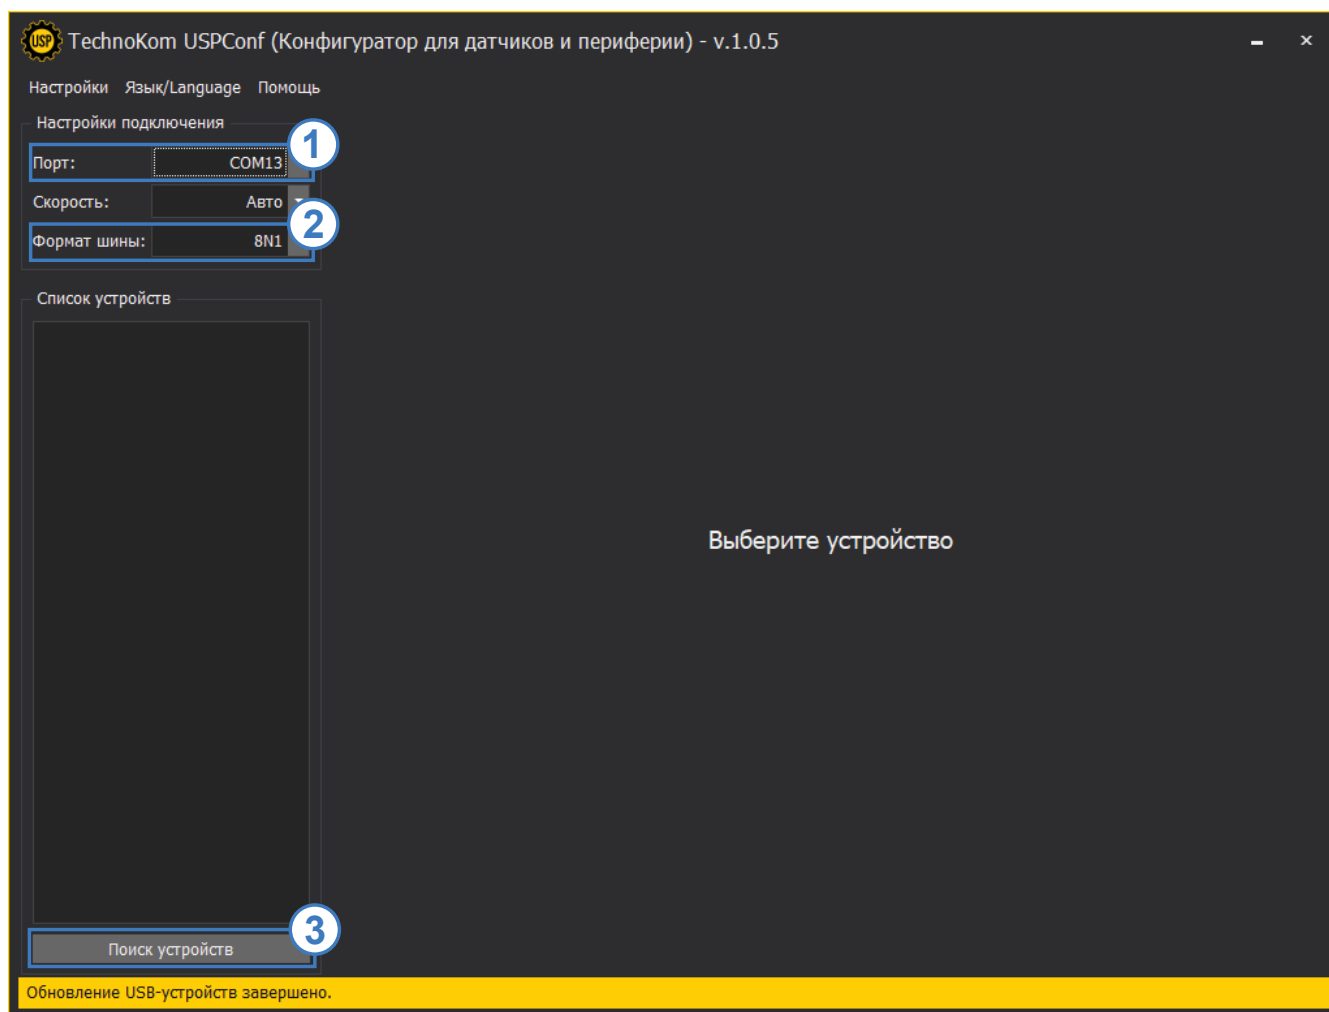 USP TechnoKom USPConf (Конфигуратор для датчиков и периферии) - v.1.0.5
Настройки Язык/Language Помощь
Настройки подключения
1
Порт: COM13
Скорость: Авто
2
Формат шины: 8N1
Список устройств
Выберите устройство
3
Поиск устройств
Обновление USB-устройств завершено.